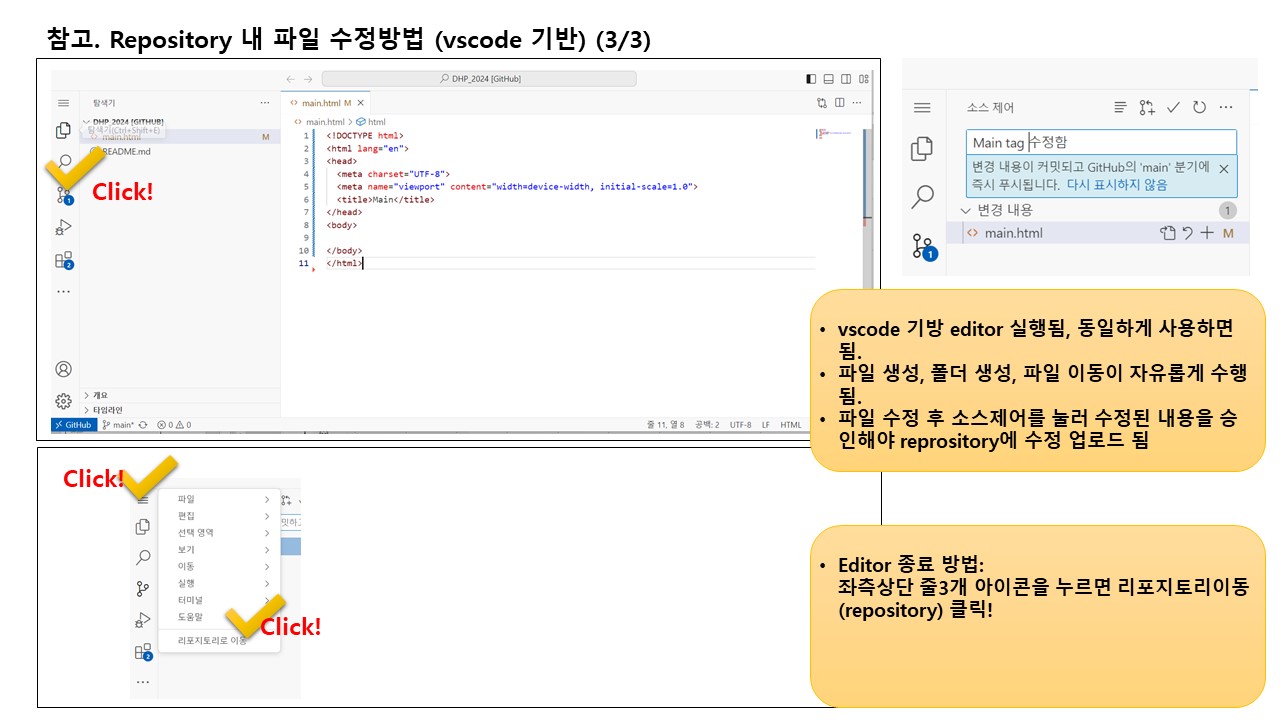 참고. Repository 내 파일 수정방법 (vscode 기반) (3/3)
DHP_2024 [GitHub]
탐색기
main.html M
DHP_2024 [GITHUB]
탐색기(Ctrl+Shift+E)
main.html
M
README.md
Click!
1
2
main.html > html
1 <!DOCTYPE html>
2 <html lang="en">
3 <head>
4 <meta charset="UTF-8">
5 <meta name="viewport" content="width=device-width, initial-scale=1.0">
6 <title>Main</title>
7 </head>
8 <body>
9
10 </body>
11 </html>
개요
타임라인
GitHub
main*
0
0
줄 11, 열 8
공백: 2
UTF-8
LF
HTML
소스 제어
Main tag 수정함
변경 내용이 커밋되고 GitHub의 'main' 분기에
즉시 푸시됩니다. 다시 표시하지 않음
변경 내용
1
main.html
M
1
• vscode 기방 editor 실행됨, 동일하게 사용하면
됨.
• 파일 생성, 폴더 생성, 파일 이동이 자유롭게 수행
됨.
• 파일 수정 후 소스제어를 눌러 수정된 내용을 승
인해야 reprository에 수정 업로드 됨
Click!
파일
편집
선택 영역
보기
이동
실행
터미널
도움말
Click!
리포지토리로 이동
2
• Editor 종료 방법:
좌측상단 줄3개 아이콘을 누르면 리포지토리이동
(repository) 클릭!